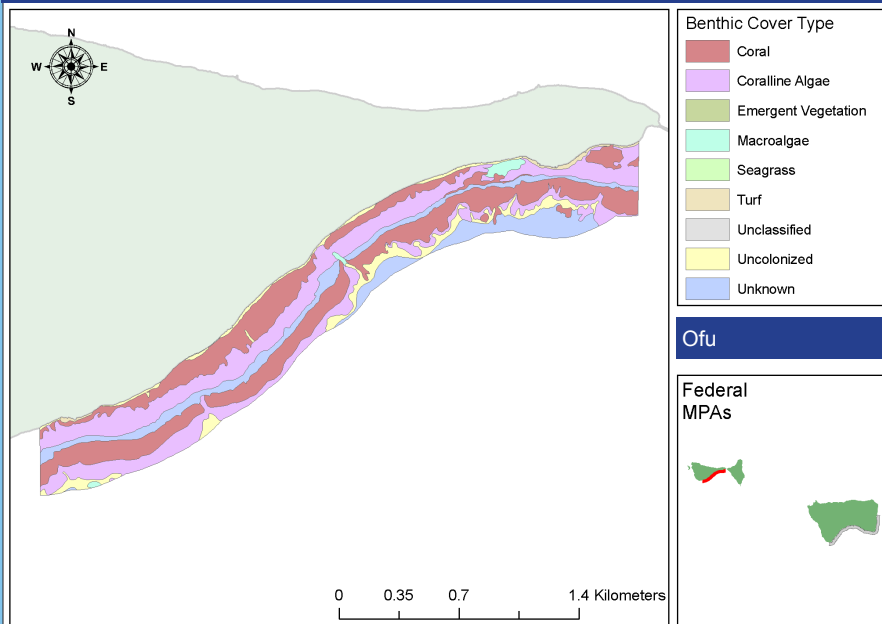 N
W E
S
Benthic Cover Type
Coral
Coralline Algae
Emergent Vegetation
Macroalgae
Seagrass
Turf
Unclassified
Uncolonized
Unknown
Ofu
Federal
MPAs
0 0.35 0.7 1.4 Kilometers